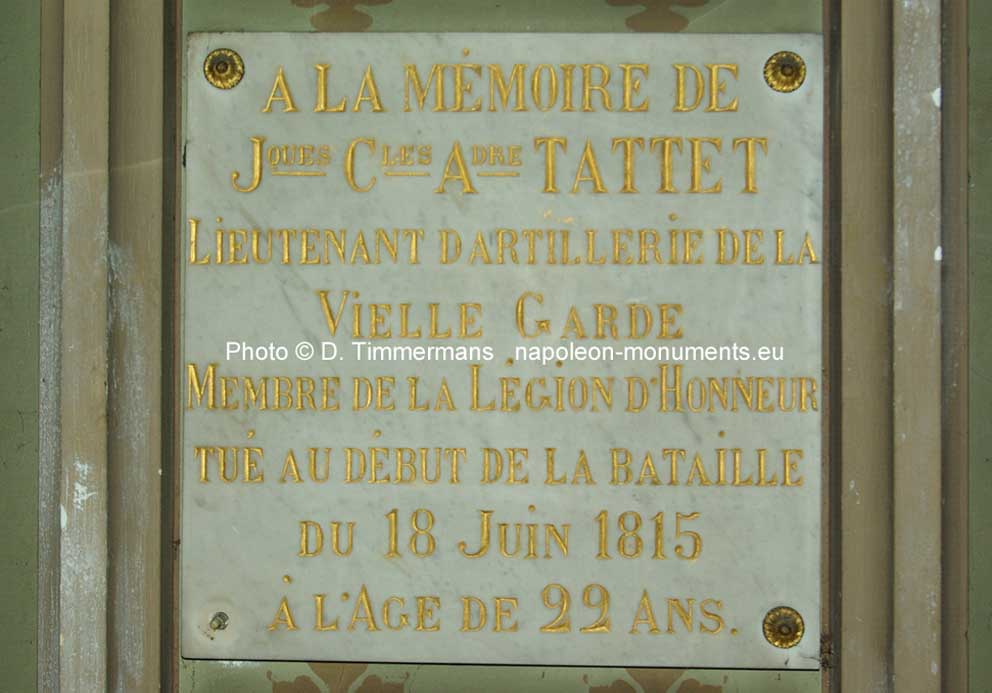 A LA MÉMOIRE DE
JQUES CLES ADRE TATTET
LIEUTENANT D'ARTILLERIE DE LA
VIELLE GARDE
Photo © D. Timmermans napoleon-monuments.eu
MEMBRE DE LA LÉGION D'HONNEUR
TUÉ AU DÉBUT DE LA BATAILLE
DU 18 JUIN 1815
À L'AGE DE 22 ANS.